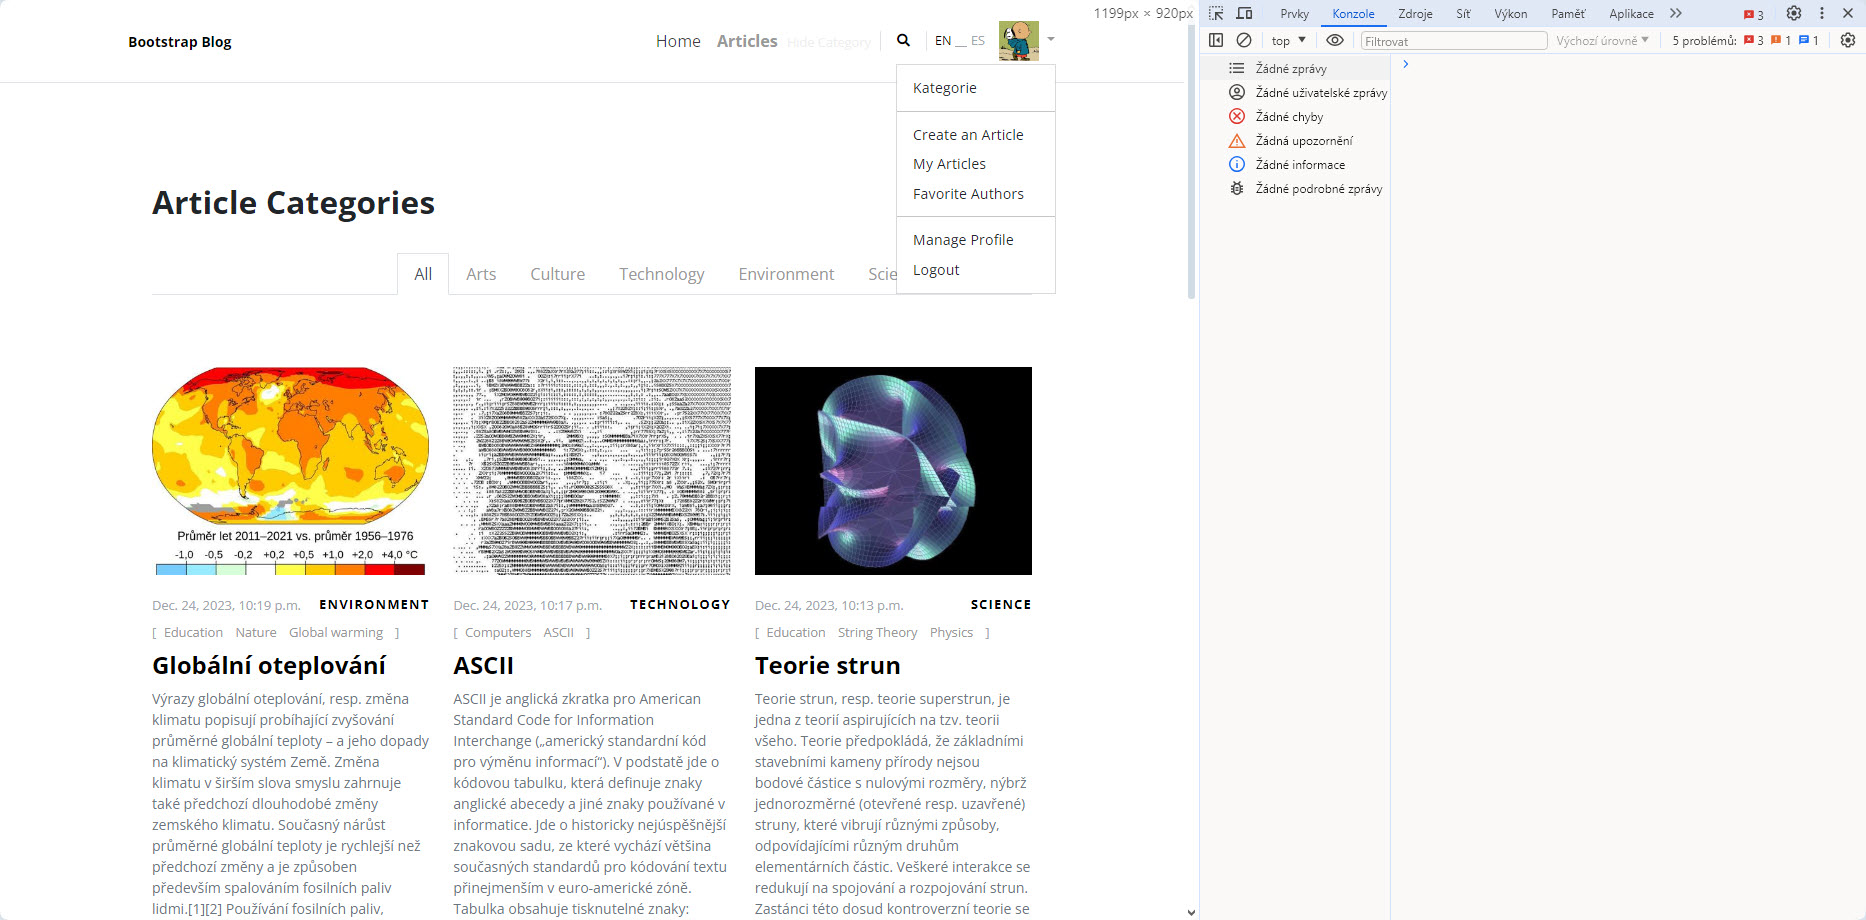 1199px × 920px
Bootstrap Blog
Home
Articles
Hide Category
EN __ ES
Kategorie
Create an Article
My Articles
Favorite Authors
Manage Profile
Logout
Article Categories
All
Arts
Culture
Technology
Environment
Scie
Průměr let 2011–2021 vs. průměr 1956–1976
-1,0 -0,5 -0,2 +0,2 +0,5 +1,0 +2,0 +4,0 °C
Dec. 24, 2023, 10:19 p.m. ENVIRONMENT
[ Education Nature Global warming ]
Globální oteplování
Výrazy globální oteplování, resp. změna
klimatu popisují probíhající zvyšování
průměrné globální teploty – a jeho dopady
na klimatický systém Země. Změna
klimatu v širším slova smyslu zahrnuje
také předchozí dlouhodobé změny
zemského klimatu. Současný nárůst
průměrné globální teploty je rychlejší než
předchozí změny a je způsoben
především spalováním fosilních paliv
lidmi.[1][2] Používání fosilních paliv,
Dec. 24, 2023, 10:17 p.m. TECHNOLOGY
[ Computers ASCII ]
ASCII
ASCII je anglická zkratka pro American
Standard Code for Information
Interchange („americký standardní kód
pro výměnu informací“). V podstatě jde o
kódovou tabulku, která definuje znaky
anglické abecedy a jiné znaky používané v
informatice. Jde o historicky nejúspěšnější
znakovou sadu, ze které vychází většina
současných standardů pro kódování textu
přinejmenším v euro-americké zóně.
Tabulka obsahuje tisknutelné znaky:
Dec. 24, 2023, 10:13 p.m. SCIENCE
[ Education String Theory Physics ]
Teorie strun
Teorie strun, resp. teorie superstrun, je
jedna z teorií aspirujících na tzv. teorii
všeho. Teorie předpokládá, že základními
stavebními kameny přírody nejsou
bodové částice s nulovými rozměry, nýbrž
jednorozměrné (otevřené resp. uzavřené)
struny, které vibrují různými způsoby,
odpovídajícími různým druhům
elementárních částic. Veškeré interakce se
redukují na spojování a rozpojování strun.
Zastánci této dosud kontroverzní teorie se
Prvky Konzole Zdroje Síť Výkon Paměť Aplikace 3
top Filtrovat Výchozí úrovně 5 problémů: 3 1 1
Žádné zprávy
Žádné uživatelské zprávy
Žádné chyby
Žádná upozornění
Žádné informace
Žádné podrobné zprávy